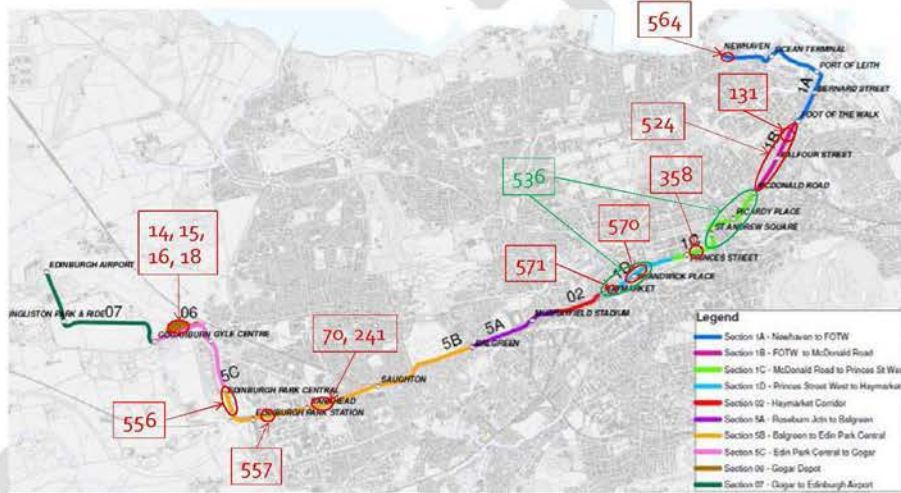 564
NEWHAVEN
OCEAN TERMINAL
PORT OF LEITH
1A
BERNARD STREET
131
FOOT OF THE WALK
524
1B
BALFOUR STREET
536
358
MCDONALD ROAD
PICARDY PLACE
ST ANDREW SQUARE
14, 15,
16, 18
570
1C
PRINCES STREET
571
1D
SHANDWICK PLACE
HAYMARKET
EDINBURGH AIRPORT
INGLISTON PARK & RIDE
07
06
GOGARBURN
GYLE CENTRE
02
MURRAYFIELD STADIUM
70, 241
5A
5B
BALGREEN
SAUGHTON
5C
EDINBURGH PARK CENTRAL
BANKHEAD
556
EDINBURGH PARK STATION
557
Legend
Section 1A - Newhaven to FOTW
Section 1B - FOTW to McDonald Road
Section 1C - McDonald Road to Princes St Wes
Section 1D - Princes Street West to Haymarket
Section 02 - Haymarket Corridor
Section 5A - Roseburn Jctn to Balgreen
Section 5B - Balgreen to Edin Park Central
Section 5C - Edin Park Central to Gogar
Section 06 - Gogar Depot
Section 07 - Gogar to Edinburgh Airport